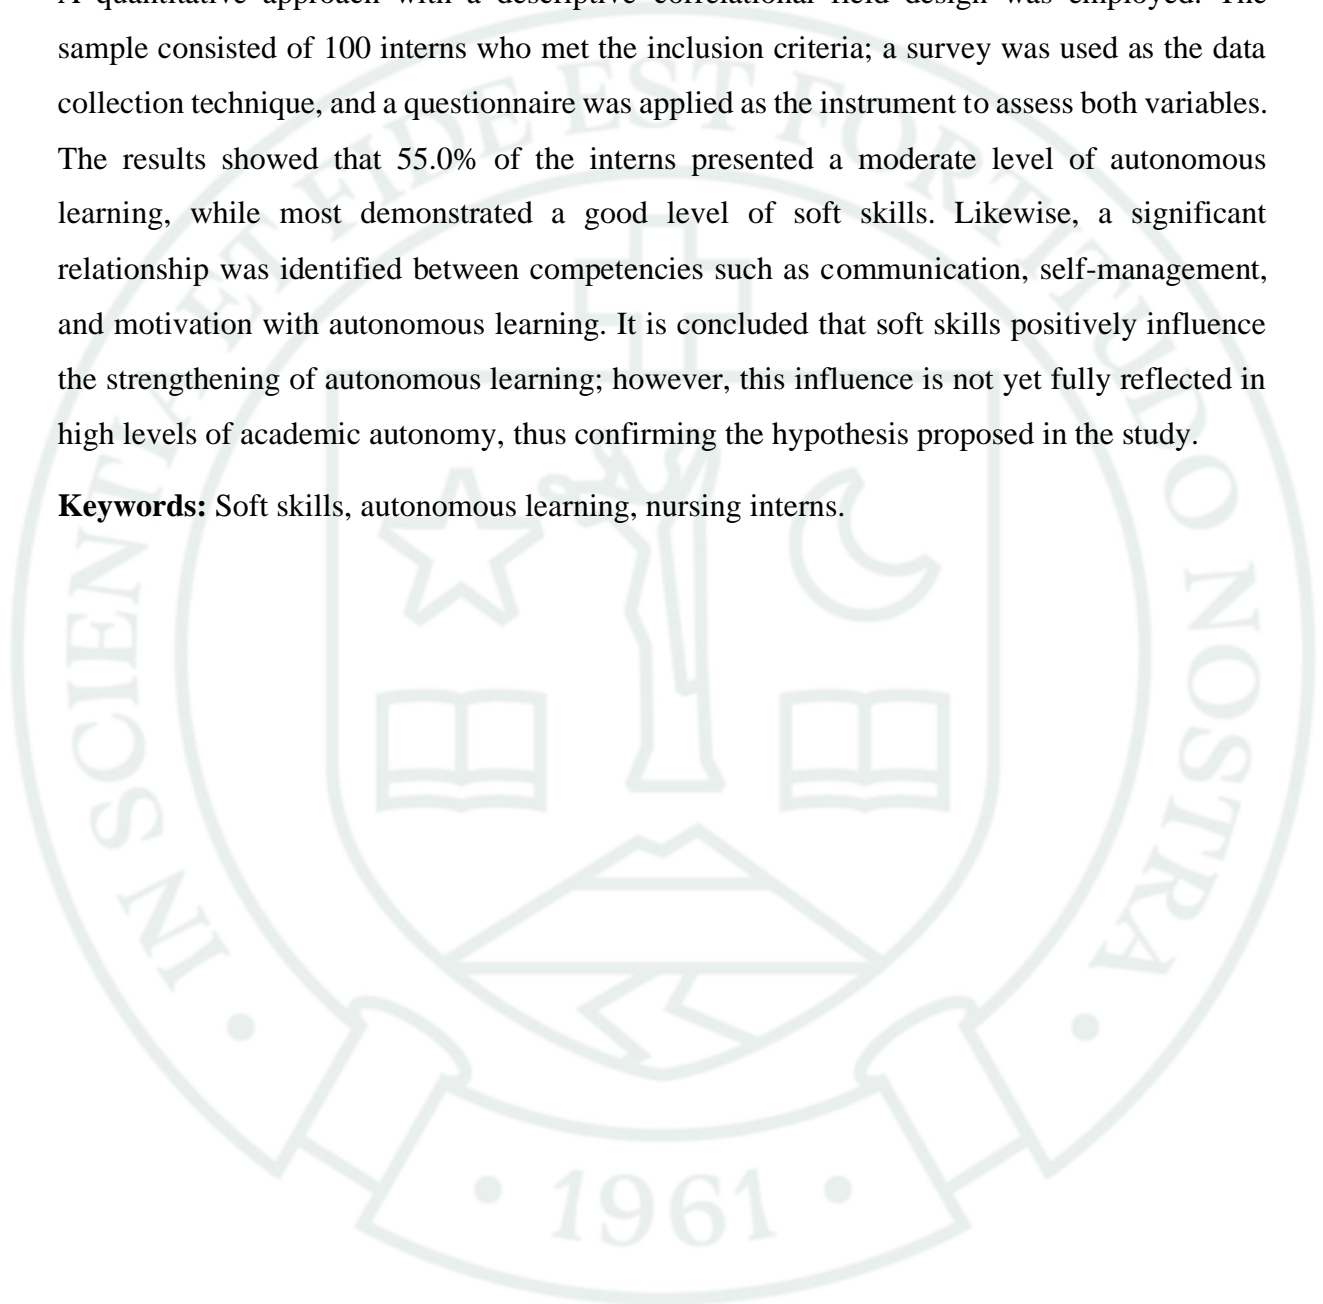 A quantitative approach with a descriptive correlational field design was employed. The
sample consisted of 100 interns who met the inclusion criteria; a survey was used as the data
collection technique, and a questionnaire was applied as the instrument to assess both variables.
The results showed that 55.0% of the interns presented a moderate level of autonomous
learning, while most demonstrated a good level of soft skills. Likewise, a significant
relationship was identified between competencies such as communication, self-management,
and motivation with autonomous learning. It is concluded that soft skills positively influence
the strengthening of autonomous learning; however, this influence is not yet fully reflected in
high levels of academic autonomy, thus confirming the hypothesis proposed in the study.
Keywords: Soft skills, autonomous learning, nursing interns.
• IN SCIENTIA ET FIDE EST FORTITUDO NOSTRA •
• 1961 •